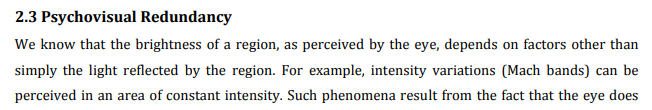 2.3 Psychovisual Redundancy
We know that the brightness of a region, as perceived by the eye, depends on factors other than
simply the light reflected by the region. For example, intensity variations (Mach bands) can be
perceived in an area of constant intensity. Such phenomena result from the fact that the eye does